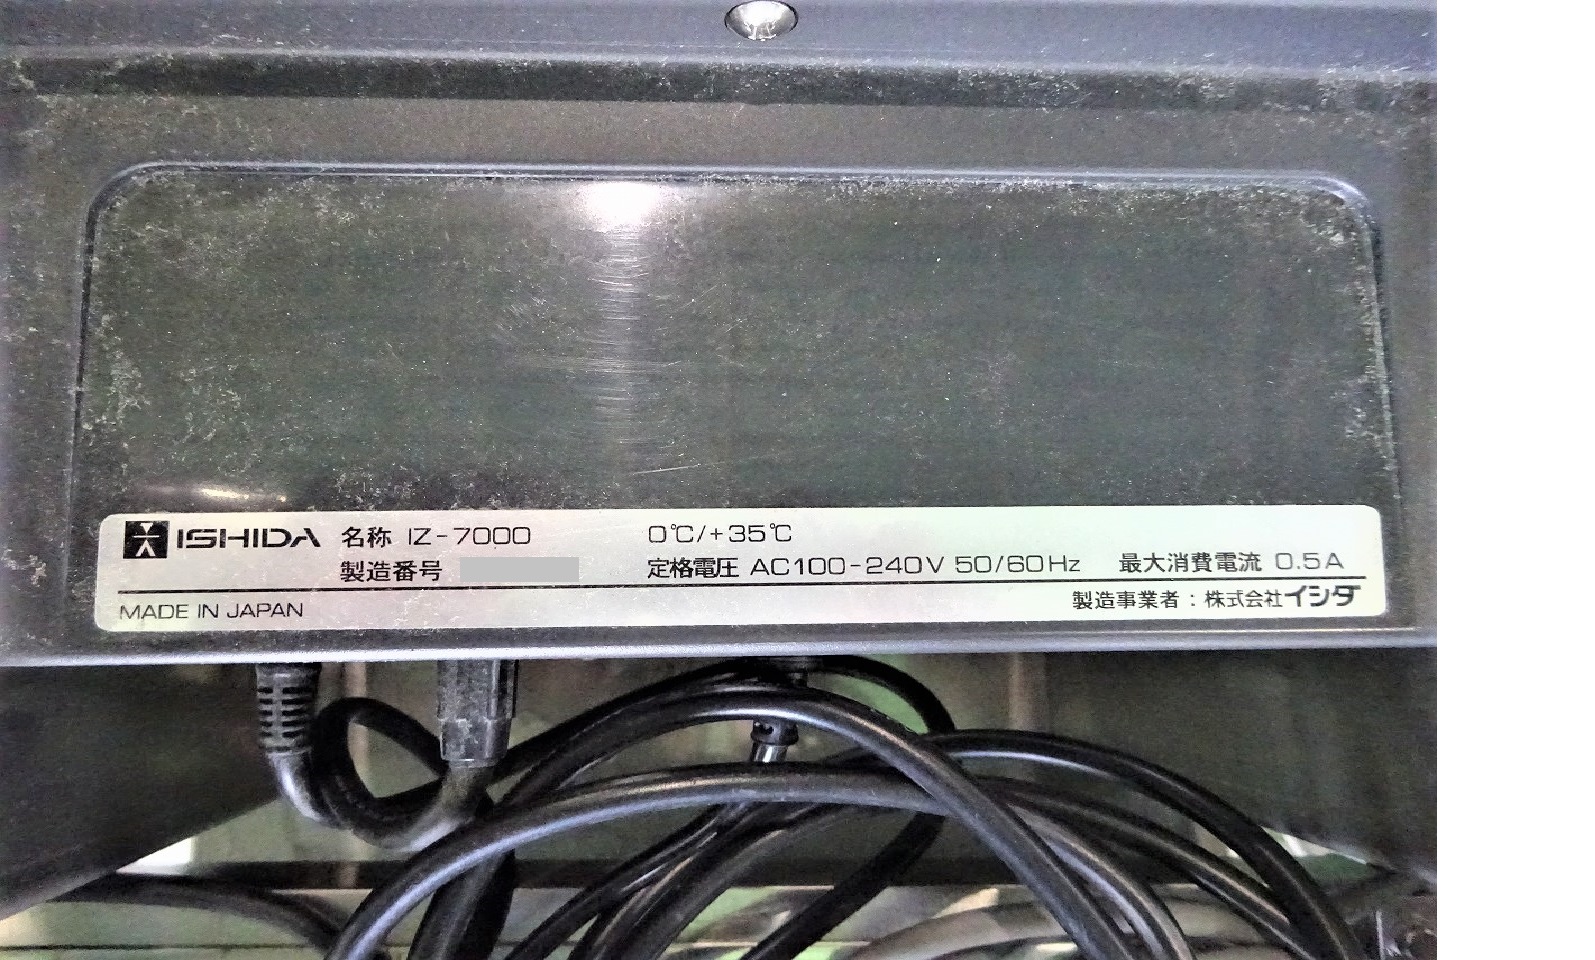 ISHIDA 名称 IZ-7000 0℃/+35℃
製造番号 定格電圧 AC100-240V 50/60Hz 最大消費電流 0.5A
MADE IN JAPAN 製造事業者：株式会社イシダ